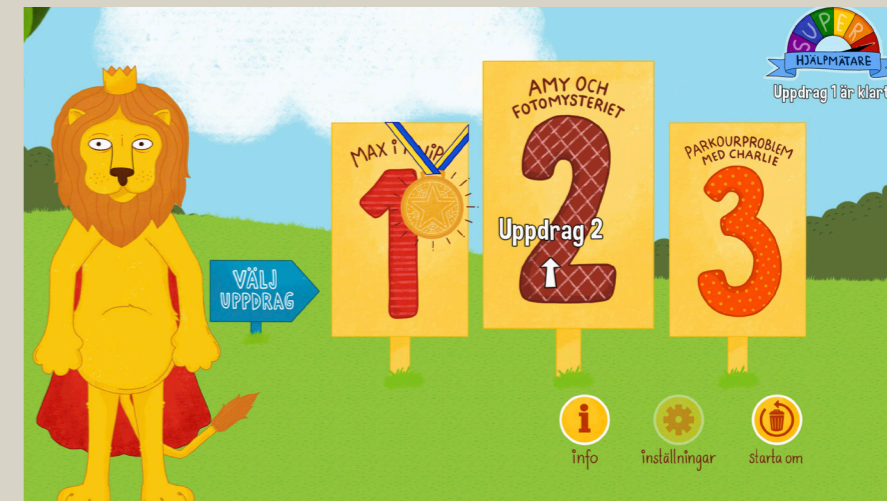 SUPER
HJÄLPMÄTARE
Uppdrag 1 är klart
AMY OCH
FOTOMYSTERIET
2
MAX i
1
PARKOURPROBLEM
MED CHARLIE
3
Uppdrag 2
VÄLJ
UPPDRAG
i
info
inställningar
starta om